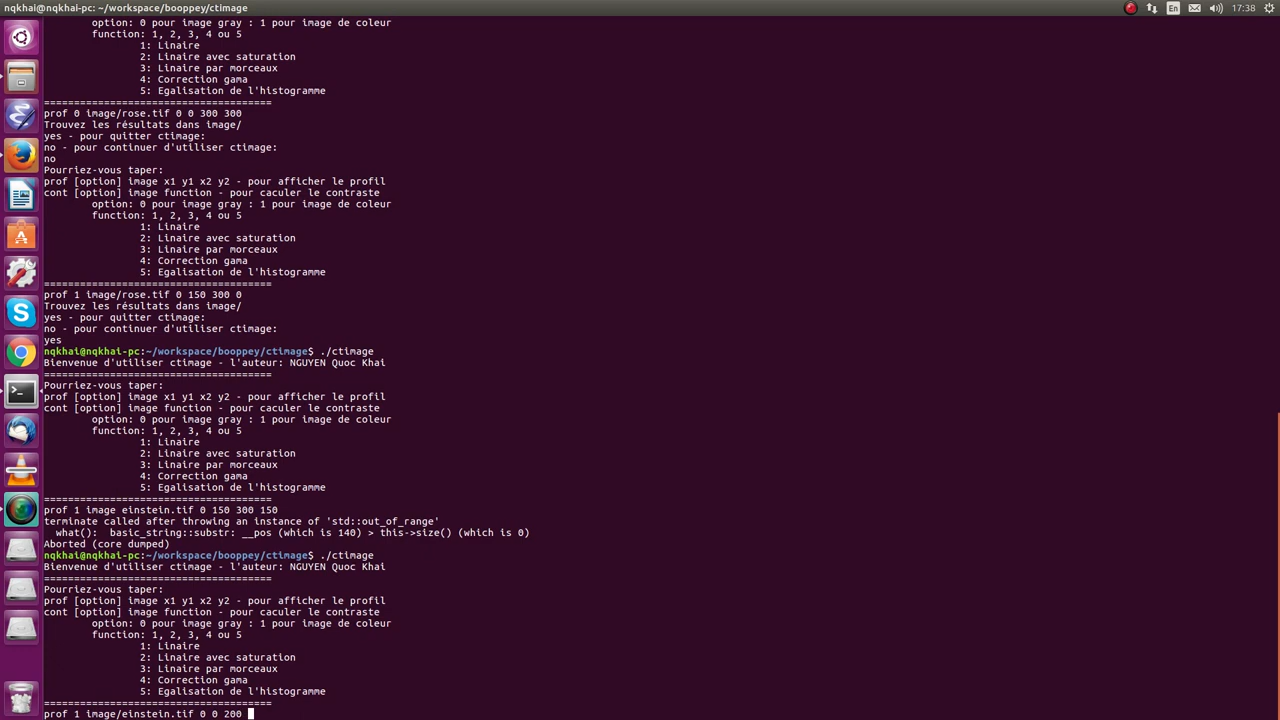 nqkhai@nqkhai-pc: ~/workspace/booppey/ctimage
En
17:38
option: 0 pour image gray : 1 pour image de coleur
function: 1, 2, 3, 4 ou 5
1: Linaire
2: Linaire avec saturation
3: Linaire par morceaux
4: Correction gama
5: Egalisation de l'histogramme
======================================
prof 0 image/rose.tif 0 0 300 300
Trouvez les résultats dans image/
yes - pour quitter ctimage:
no - pour continuer d'utiliser ctimage:
no
Pourriez-vous taper:
prof [option] image x1 y1 x2 y2 - pour afficher le profil
cont [option] image function - pour caculer le contraste
option: 0 pour image gray : 1 pour image de coleur
function: 1, 2, 3, 4 ou 5
1: Linaire
2: Linaire avec saturation
3: Linaire par morceaux
4: Correction gama
5: Egalisation de l'histogramme
======================================
prof 1 image/rose.tif 0 150 300 0
Trouvez les résultats dans image/
yes - pour quitter ctimage:
no - pour continuer d'utiliser ctimage:
yes
nqkhai@nqkhai-pc:~/workspace/booppey/ctimage$ ./ctimage
Bienvenue d'utiliser ctimage - l'auteur: NGUYEN Quoc Khai
======================================
Pourriez-vous taper:
prof [option] image x1 y1 x2 y2 - pour afficher le profil
cont [option] image function - pour caculer le contraste
option: 0 pour image gray : 1 pour image de coleur
function: 1, 2, 3, 4 ou 5
1: Linaire
2: Linaire avec saturation
3: Linaire par morceaux
4: Correction gama
5: Egalisation de l'histogramme
======================================
prof 1 image einstein.tif 0 150 300 150
terminate called after throwing an instance of 'std::out_of_range'
what():  basic_string::substr: __pos (which is 140) > this->size() (which is 0)
Aborted (core dumped)
nqkhai@nqkhai-pc:~/workspace/booppey/ctimage$ ./ctimage
Bienvenue d'utiliser ctimage - l'auteur: NGUYEN Quoc Khai
======================================
Pourriez-vous taper:
prof [option] image x1 y1 x2 y2 - pour afficher le profil
cont [option] image function - pour caculer le contraste
option: 0 pour image gray : 1 pour image de coleur
function: 1, 2, 3, 4 ou 5
1: Linaire
2: Linaire avec saturation
3: Linaire par morceaux
4: Correction gama
5: Egalisation de l'histogramme
======================================
prof 1 image/einstein.tif 0 0 200